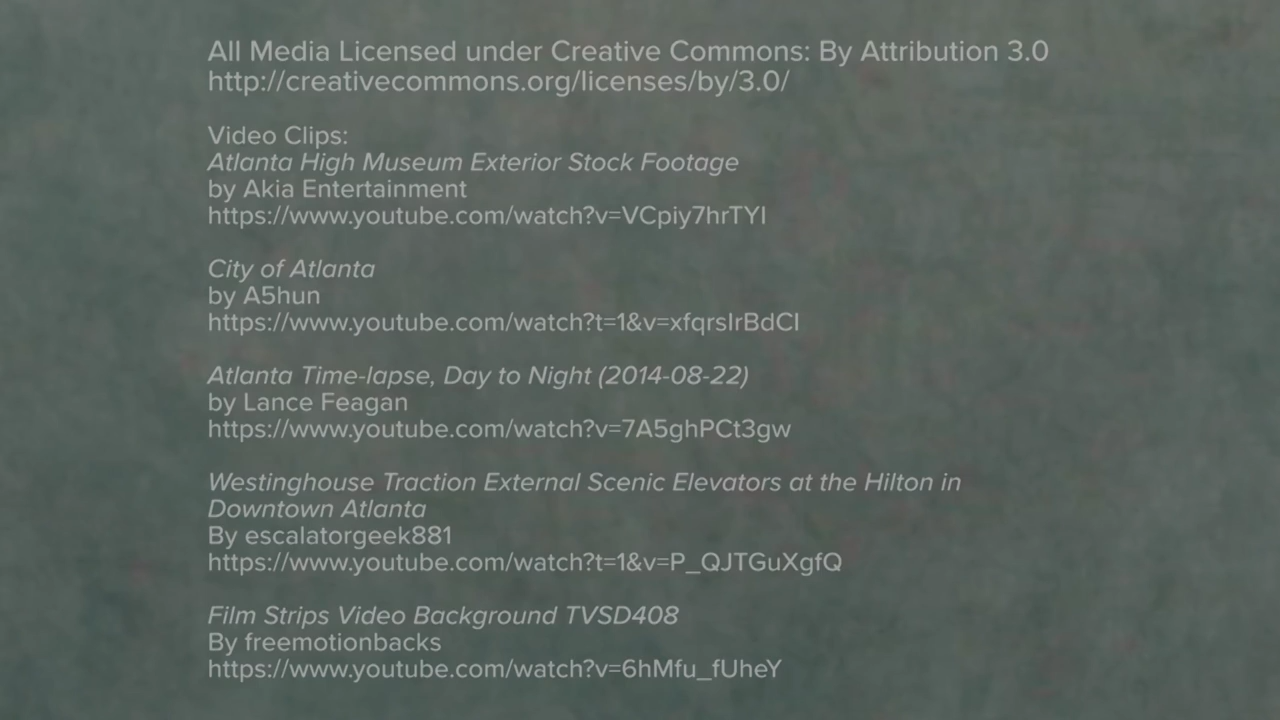 All Media Licensed under Creative Commons: By Attribution 3.0
http://creativecommons.org/licenses/by/3.0/
Video Clips:
Atlanta High Museum Exterior Stock Footage
by Akia Entertainment
https://www.youtube.com/watch?v=VCpiy7hrTYI
City of Atlanta
by A5hun
https://www.youtube.com/watch?t=1&v=xfqrsIrBdCI
Atlanta Time-lapse, Day to Night (2014-08-22)
by Lance Feagan
https://www.youtube.com/watch?v=7A5ghPCt3gw
Westinghouse Traction External Scenic Elevators at the Hilton in
Downtown Atlanta
By escalatorgeek881
https://www.youtube.com/watch?t=1&v=P_QJTGuXgfQ
Film Strips Video Background TVSD408
By freemotionbacks
https://www.youtube.com/watch?v=6hMfu_fUheY